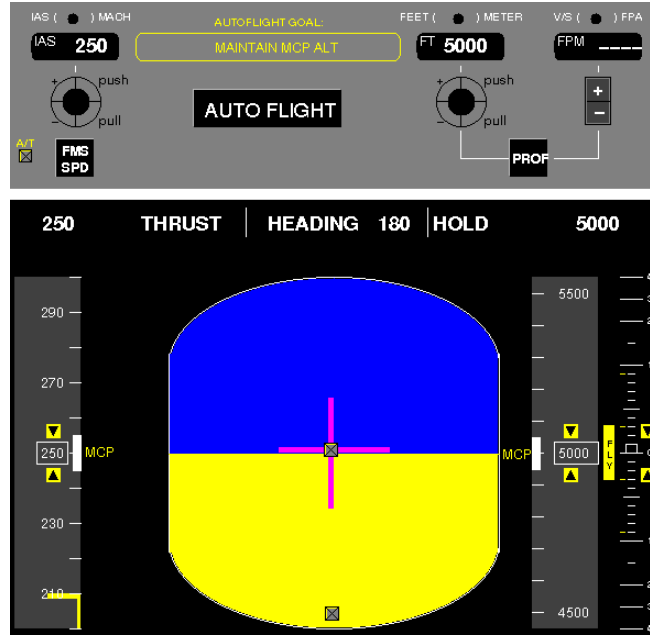 IAS ( ) MACH
AUTOFLIGHT GOAL:
FEET ( ) METER
V/S ( ) FPA
IAS 250
MAINTAIN MCP ALT
FT 5000
FPM ----
+ push
- pull
+ push
- pull
+
-
AUTO FLIGHT
A/T
FMS
SPD
PROF
250 THRUST HEADING 180 HOLD 5000
290
5500
270
250
MCP
MCP
5000
FLY
230
210
4500